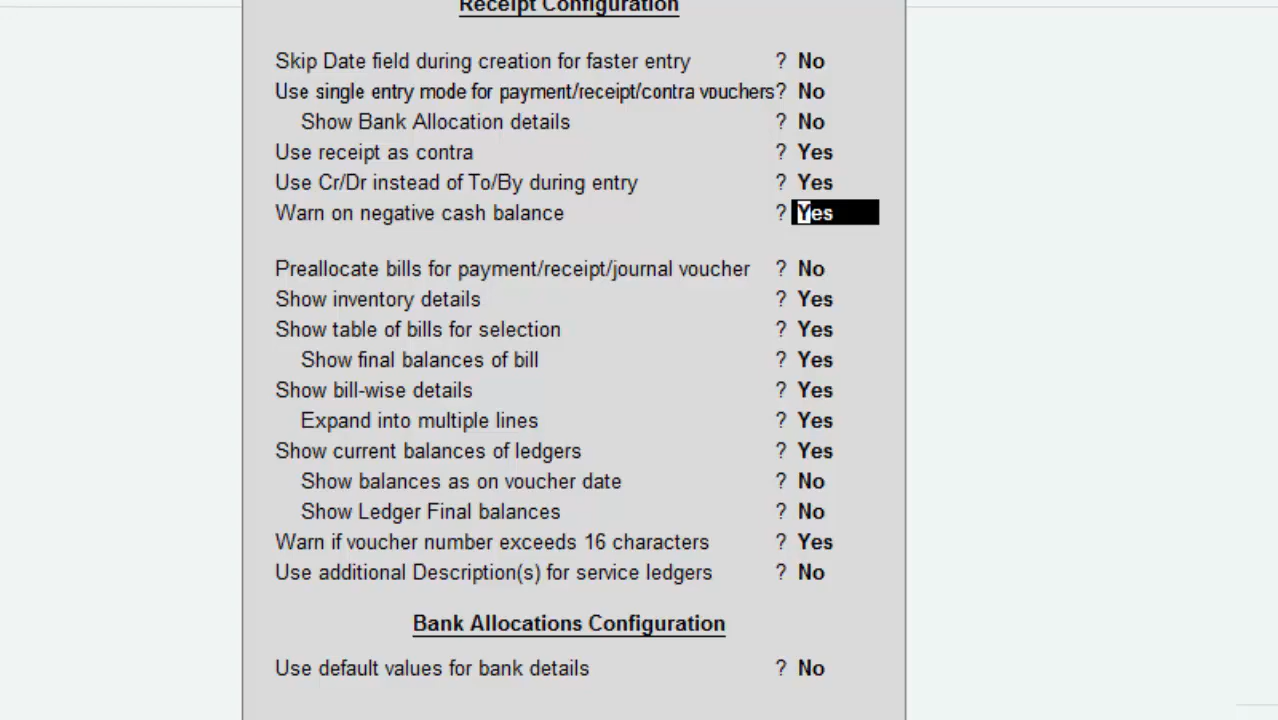 Receipt Configuration
Skip Date field during creation for faster entry ? No
Use single entry mode for payment/receipt/contra vouchers? No
Show Bank Allocation details ? No
Use receipt as contra ? Yes
Use Cr/Dr instead of To/By during entry ? Yes
Warn on negative cash balance ? Yes
Preallocate bills for payment/receipt/journal voucher ? No
Show inventory details ? Yes
Show table of bills for selection ? Yes
Show final balances of bill ? Yes
Show bill-wise details ? Yes
Expand into multiple lines ? Yes
Show current balances of ledgers ? Yes
Show balances as on voucher date ? No
Show Ledger Final balances ? No
Warn if voucher number exceeds 16 characters ? Yes
Use additional Description(s) for service ledgers ? No
Bank Allocations Configuration
Use default values for bank details ? No